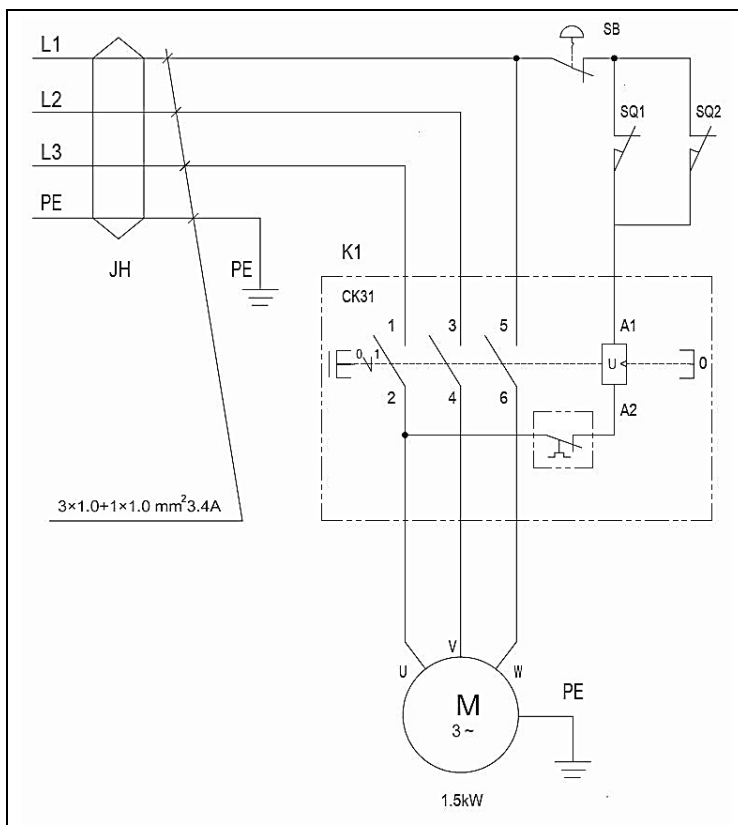 L1
SB
L2
SQ1 SQ2
L3
PE
JH PE K1
CK31
1 3 5 A1
0 1 U 0
2 4 6 A2
3×1.0+1×1.0 mm²3.4A
U V W
M
3~
PE
1.5kW